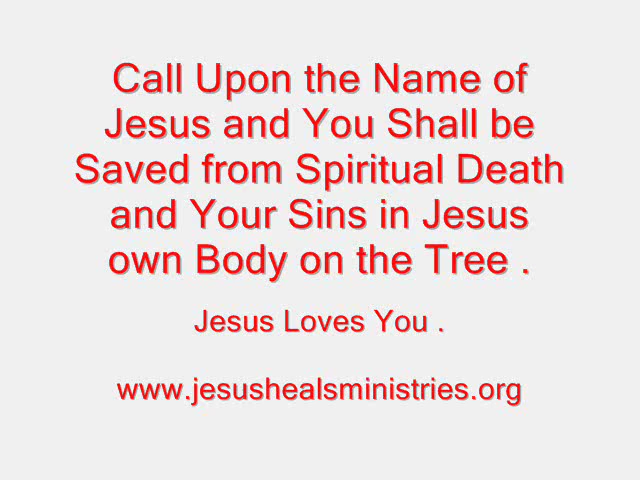 Call Upon the Name of
Jesus and You Shall be
Saved from Spiritual Death
and Your Sins in Jesus
own Body on the Tree .
Jesus Loves You .
www.jesushealsministries.org